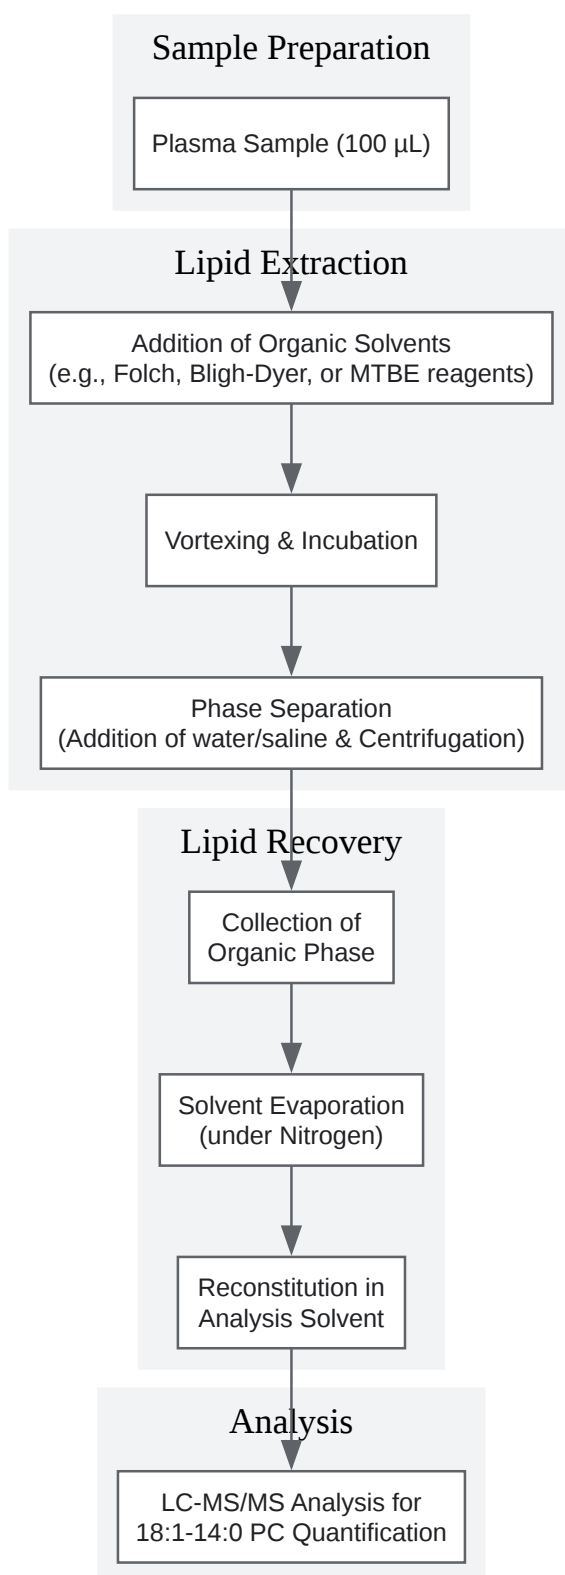 Sample Preparation
Plasma Sample (100 µL)
Lipid Extraction
Addition of Organic Solvents
(e.g., Folch, Bligh-Dyer, or MTBE reagents)
Vortexing & Incubation
Phase Separation
(Addition of water/saline & Centrifugation)
Lipid Recovery
Collection of
Organic Phase
Solvent Evaporation
(under Nitrogen)
Reconstitution in
Analysis Solvent
Analysis
LC-MS/MS Analysis for
18:1-14:0 PC Quantification